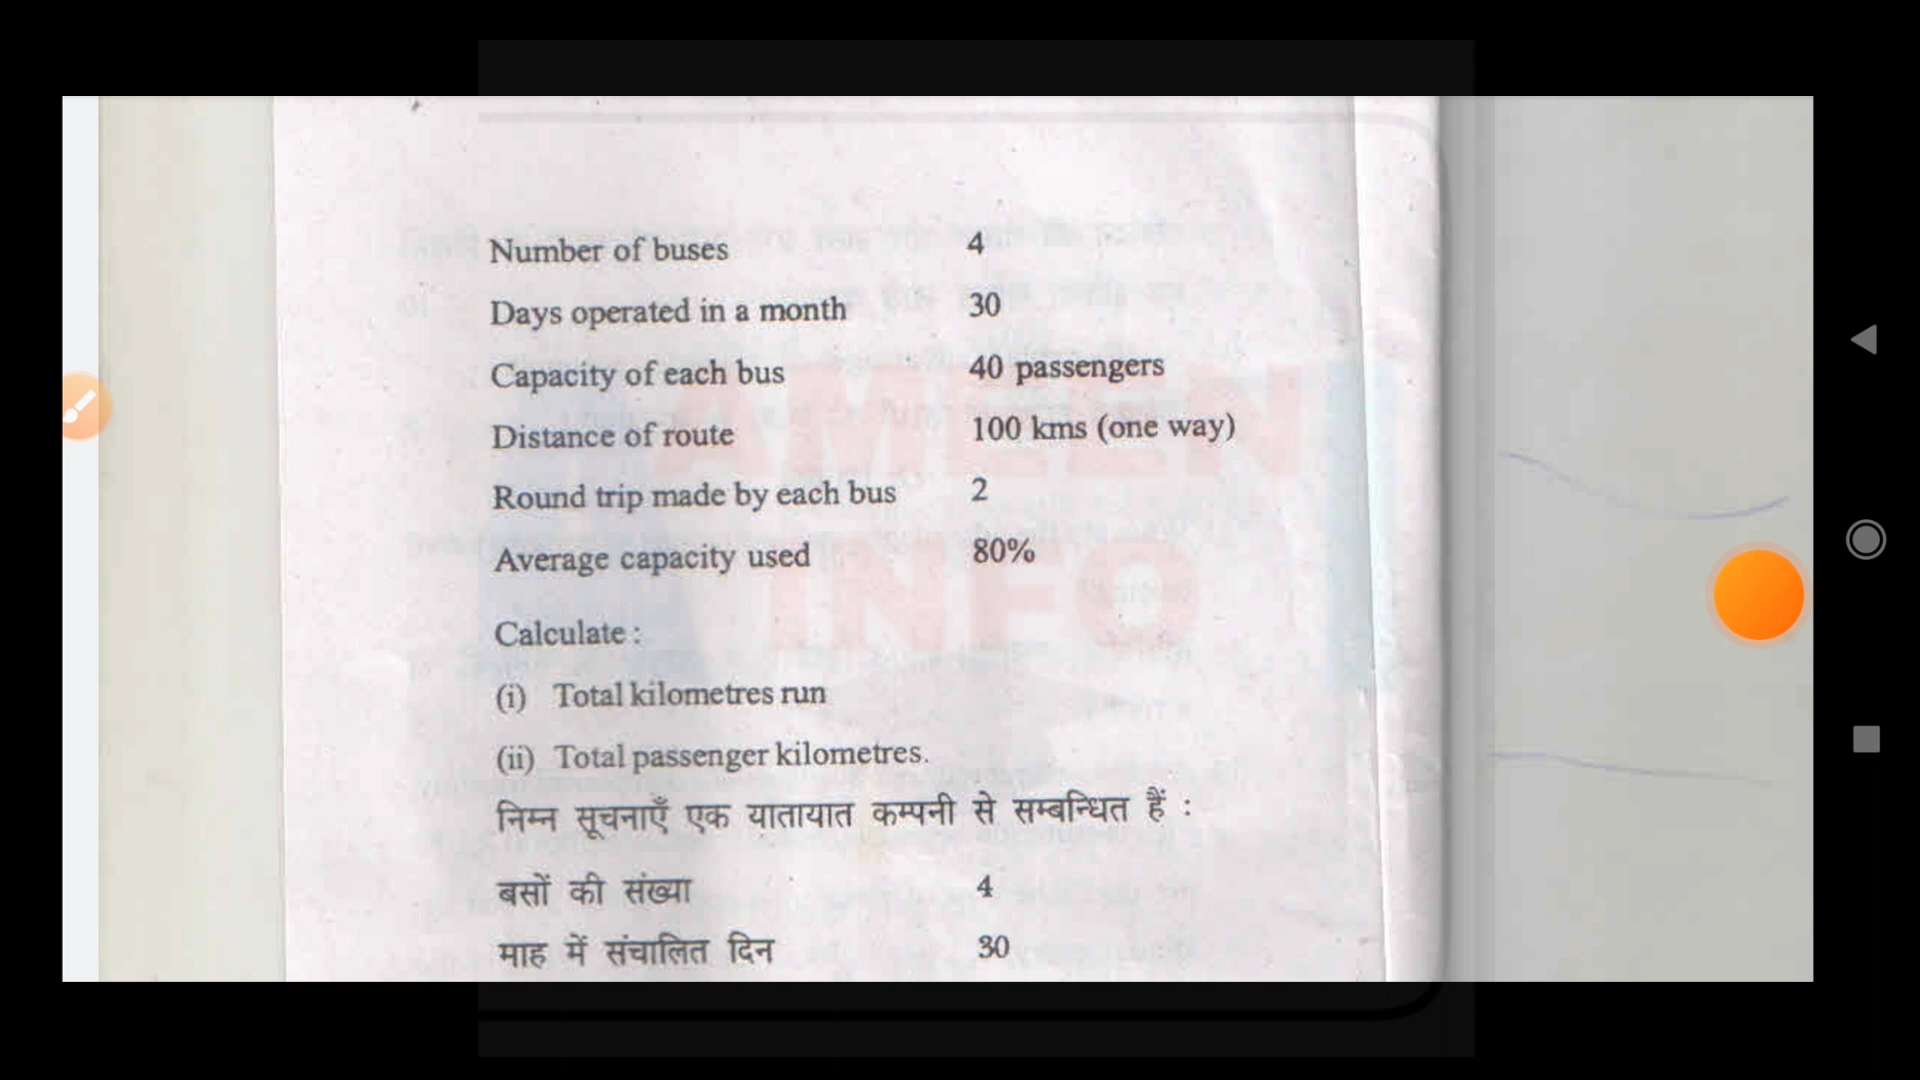 Number of buses 4
Days operated in a month 30
Capacity of each bus 40 passengers
Distance of route 100 kms (one way)
Round trip made by each bus 2
Average capacity used 80%
Calculate :
(i) Total kilometres run
(ii) Total passenger kilometres.
निम्न सूचनाएँ एक यातायात कम्पनी से सम्बन्धित हैं :
बसों की संख्या 4
माह में संचालित दिन 30
AMEEN
INFO